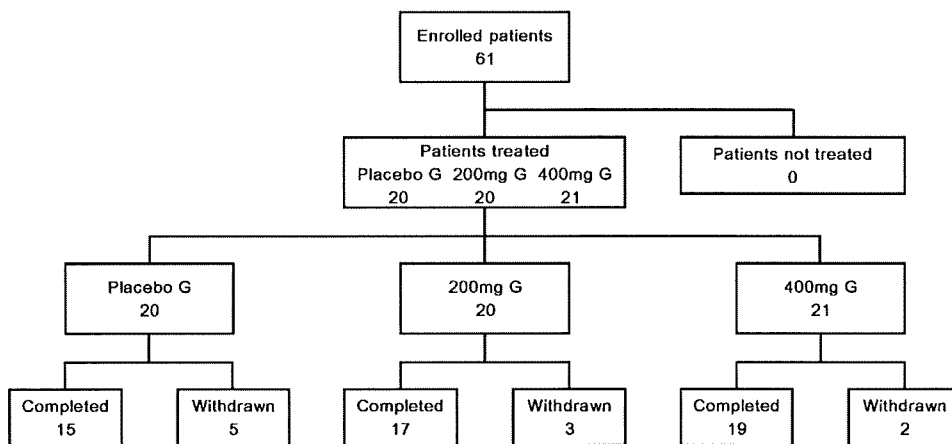 Enrolled patients
61
Patients treated
Placebo G 200mg G 400mg G
20 20 21
Patients not treated
0
Placebo G
20
200mg G
20
400mg G
21
Completed
15
Withdrawn
5
Completed
17
Withdrawn
3
Completed
19
Withdrawn
2